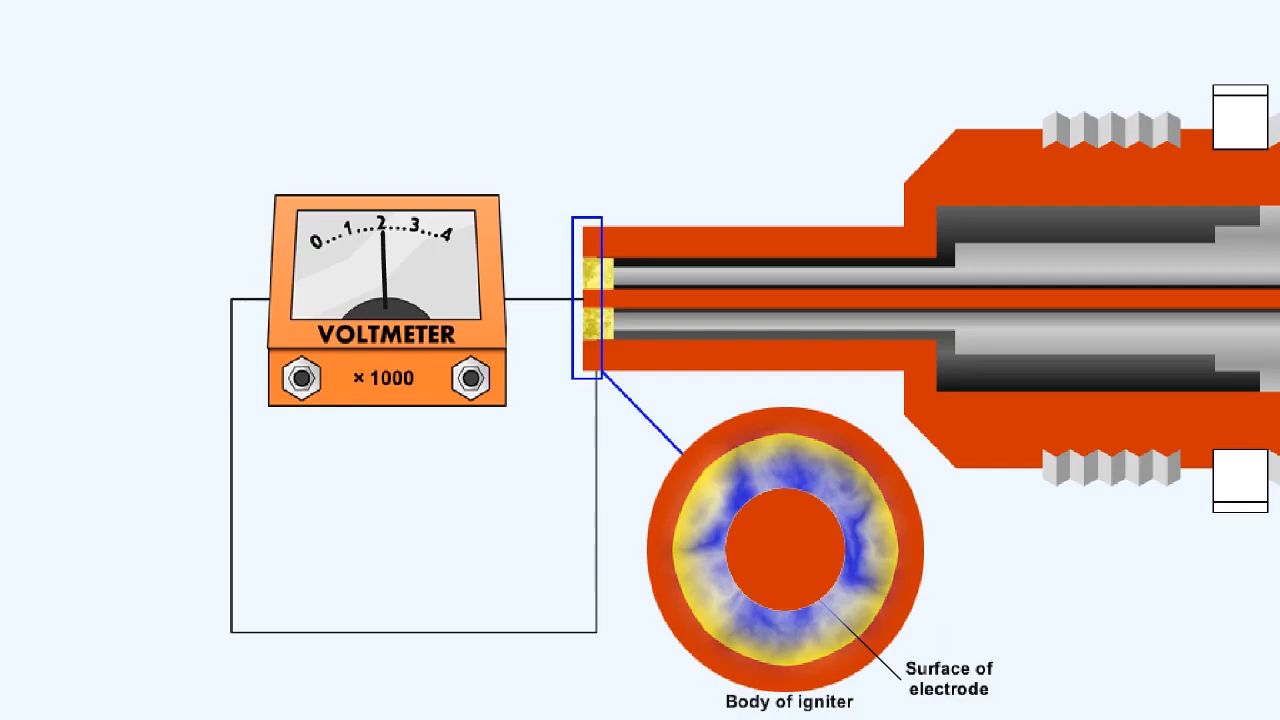 0...1...2...3...4
VOLTMETER
× 1000
Surface of
electrode
Body of igniter